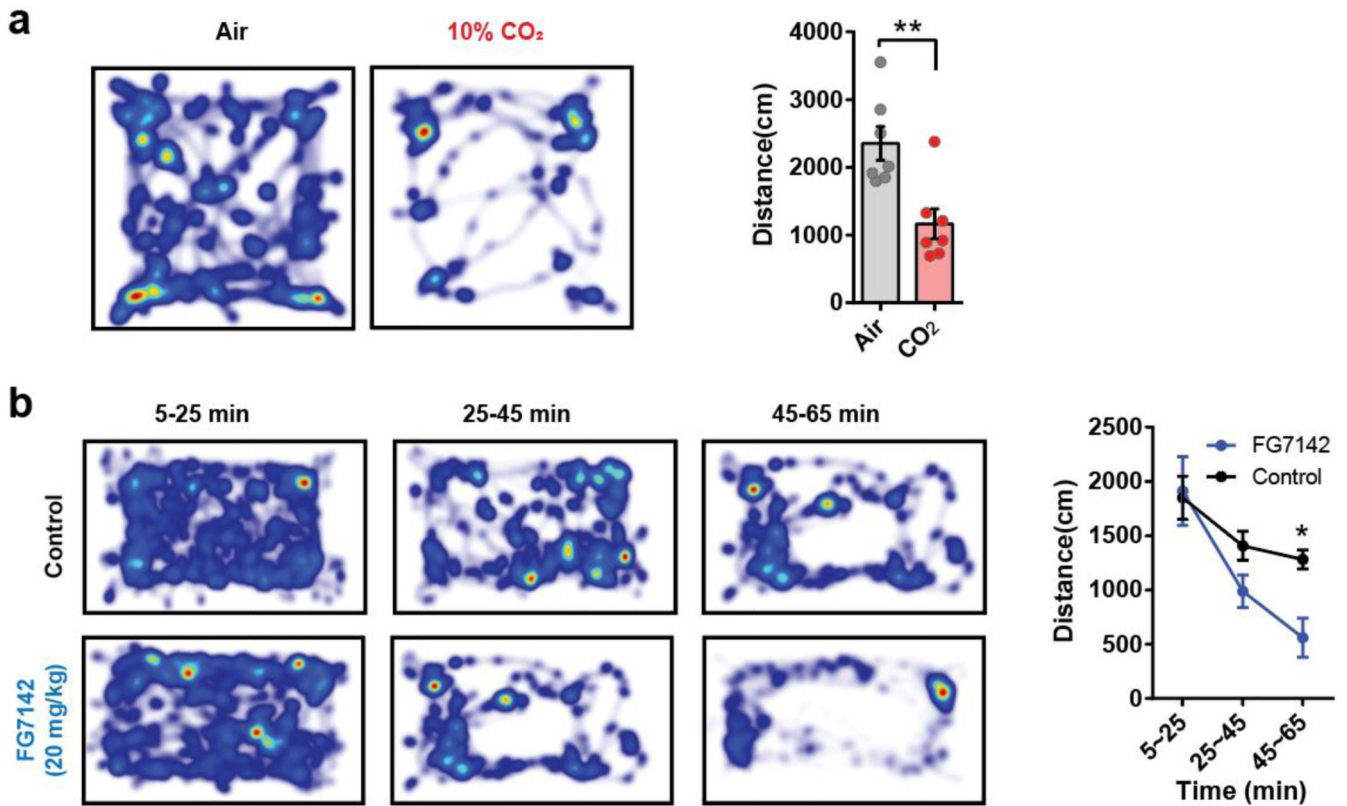 a
Air
10% CO₂
**
4000
3000
2000
1000
0
Distance(cm)
Air
CO₂
b
5-25 min
25-45 min
45-65 min
Control
FG7142
(20 mg/kg)
2500
2000
1500
1000
500
0
Distance(cm)
FG7142
Control
*
5~25
25~45
45~65
Time (min)